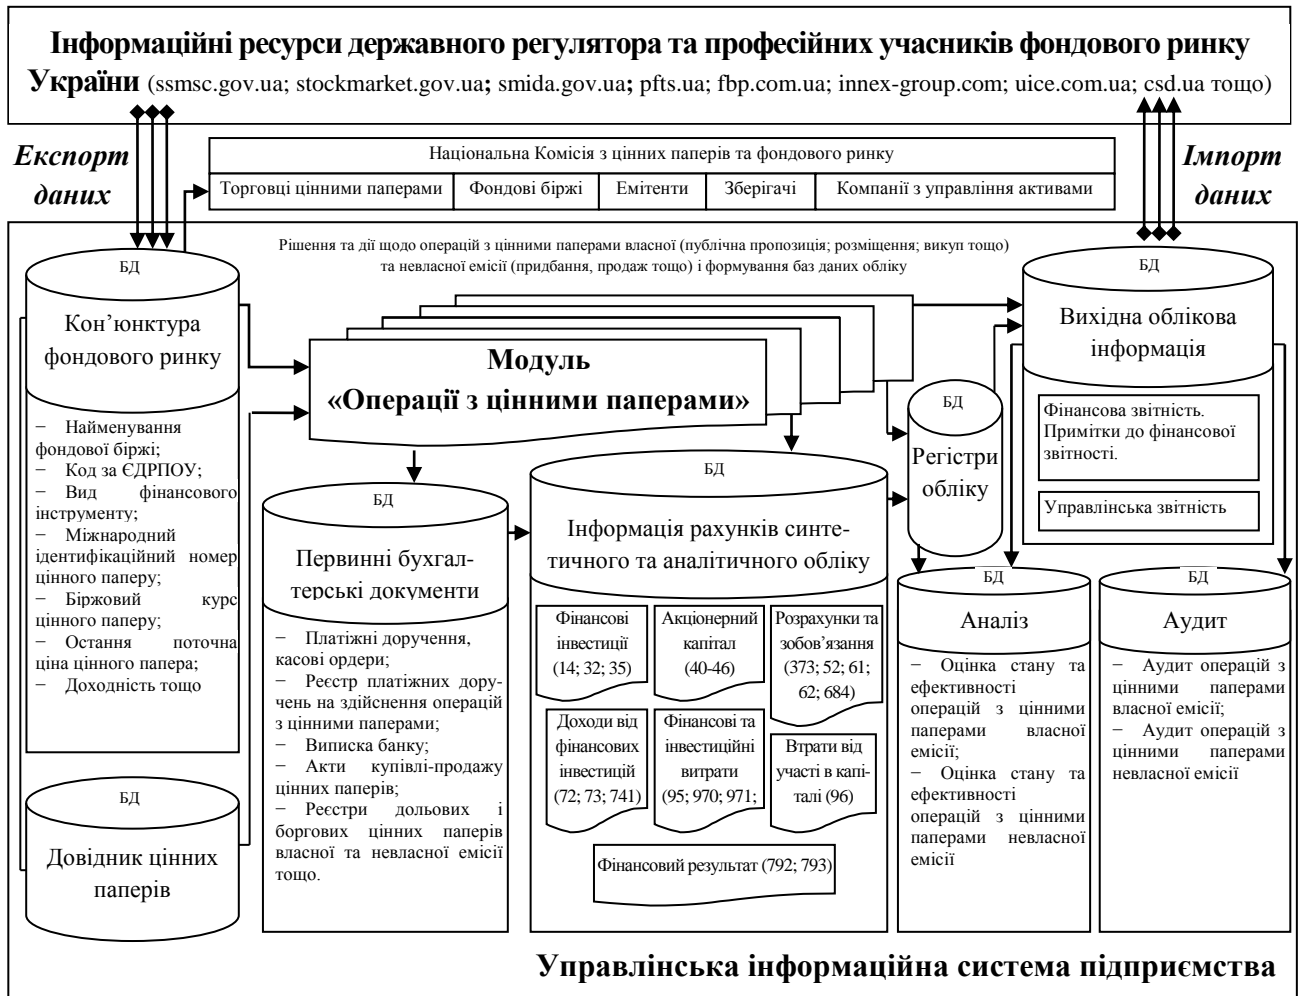 Інформаційні ресурси державного регулятора та професійних учасників фондового ринку
України (ssmsc.gov.ua; stockmarket.gov.ua; smida.gov.ua; pfts.ua; fbp.com.ua; innex-group.com; uice.com.ua; csd.ua тощо)
Експорт
даних
Національна Комісія з цінних паперів та фондового ринку
Торговці цінними паперами
Фондові біржі
Емітенти
Зберігачі
Компанії з управління активами
Імпорт
даних
Рішення та дії щодо операцій з цінними паперами власної (публічна пропозиція; розміщення; викуп тощо)
та невласної емісії (придбання, продаж тощо) і формування баз даних обліку
БД
Кон’юнктура
фондового ринку
− Найменування
фондової біржі;
− Код за ЄДРПОУ;
− Вид фінансового
інструменту;
− Міжнародний
ідентифікаційний номер
цінного паперу;
− Біржовий курс
цінного паперу;
− Остання поточна
ціна цінного папера;
− Доходність тощо
БД
Довідник цінних
паперів
Модуль
«Операції з цінними паперами»
БД
Первинні бухгал-
терські документи
− Платіжні доручення,
касові ордери;
− Реєстр платіжних дору-
чень на здійснення операцій
з цінними паперами;
− Виписка банку;
− Акти купівлі-продажу
цінних паперів;
− Реєстри дольових і
боргових цінних паперів
власної та невласної емісії
тощо.
БД
Інформація рахунків синте-
тичного та аналітичного обліку
Фінансові
інвестиції
(14; 32; 35)
Акціонерний
капітал
(40-46)
Розрахунки та
зобов’язання
(373; 52; 61;
62; 684)
Доходи від
фінансових
інвестицій
(72; 73; 741)
Фінансові та
інвестиційні
витрати
(95; 970; 971;
Втрати від
участі в капі-
талі (96)
Фінансовий результат (792; 793)
БД
Регістри
обліку
БД
Вихідна облікова
інформація
Фінансова звітність.
Примітки до фінансової
звітності.
Управлінська звітність
БД
Аналіз
− Оцінка стану та
ефективності
операцій з цінними
паперами власної
емісії;
− Оцінка стану та
ефективності
операцій з цінними
паперами невласної
емісії
БД
Аудит
− Аудит операцій з
цінними паперами
власної емісії;
− Аудит операцій з
цінними паперами
невласної емісії
Управлінська інформаційна система підприємства